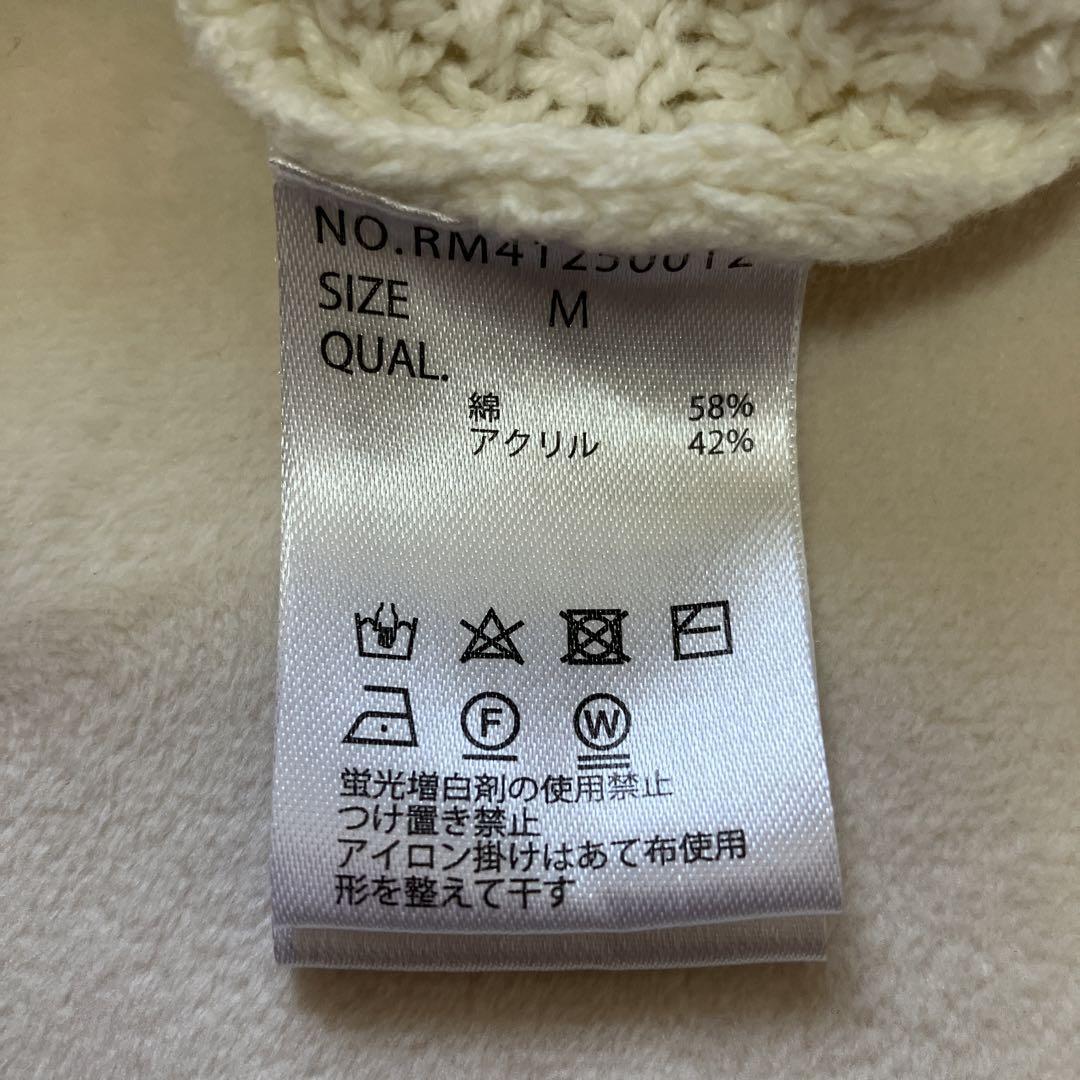 NO.RM41250012
SIZE M
QUAL.
綿 58%
アクリル 42%
F W
蛍光増白剤の使用禁止
つけ置き禁止
アイロン掛けはあて布使用
形を整えて干す